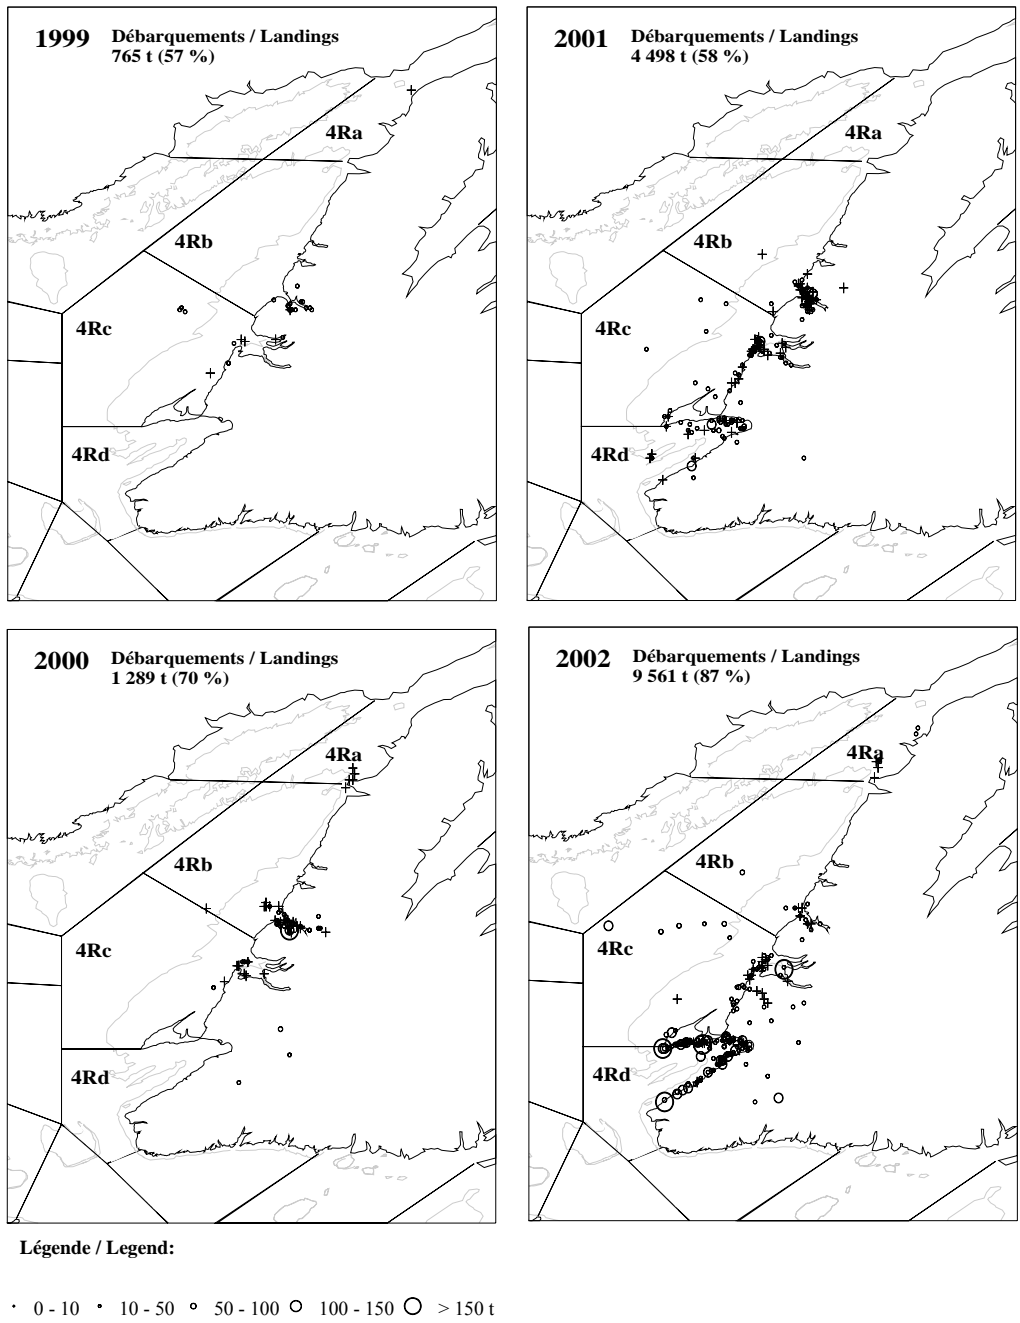 1999 Débarquements / Landings
765 t (57 %)
4Ra
4Rb
4Rc
4Rd
2001 Débarquements / Landings
4 498 t (58 %)
4Ra
4Rb
4Rc
4Rd
2000 Débarquements / Landings
1 289 t (70 %)
4Ra
4Rb
4Rc
4Rd
2002 Débarquements / Landings
9 561 t (87 %)
4Ra
4Rb
4Rc
4Rd
Légende / Legend:
0 - 10 10 - 50 50 - 100 100 - 150 > 150 t